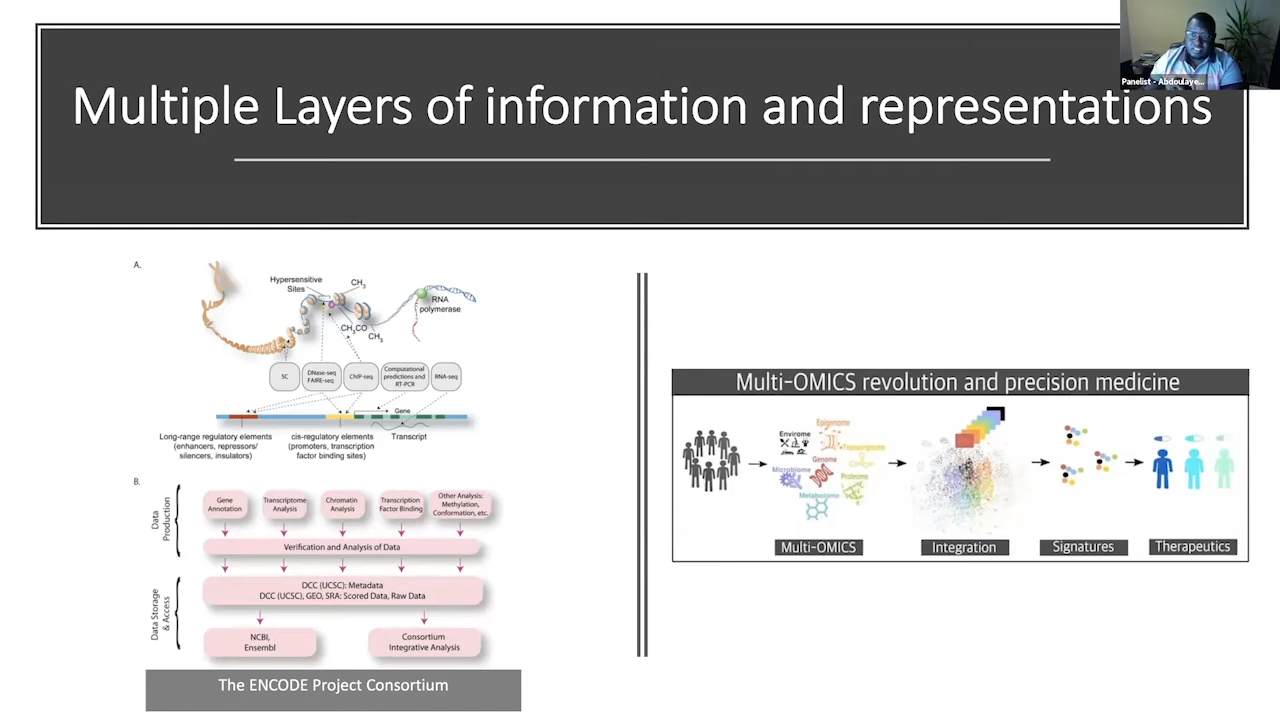 Panelist - Abdoulaye...
Multiple Layers of information and representations
A.
Hypersensitive
Sites
CH3
RNA
polymerase
CH3CO
CH3
5C
DNase-seq
FAIRE-seq
ChIP-seq
Computational
predictions and
RT-PCR
RNA-seq
Gene
Long-range regulatory elements
(enhancers, repressors/
silencers, insulators)
cis-regulatory elements
(promoters, transcription
factor binding sites)
Transcript
B.
Data
Production
Gene
Annotation
Transcriptome
Analysis
Chromatin
Analysis
Transcription
Factor Binding
Other Analysis:
Methylation,
Conformation, etc.
Verification and Analysis of Data
Data Storage
& Access
DCC (UCSC): Metadata
DCC (UCSC), GEO, SRA: Scored Data, Raw Data
NCBI,
Ensembl
Consortium
Integrative Analysis
The ENCODE Project Consortium
Multi-OMICS revolution and precision medicine
Envirome
Epigenome
Transcriptome
Genome
Microbiome
Proteome
Metabolome
Multi-OMICS
Integration
Signatures
Therapeutics